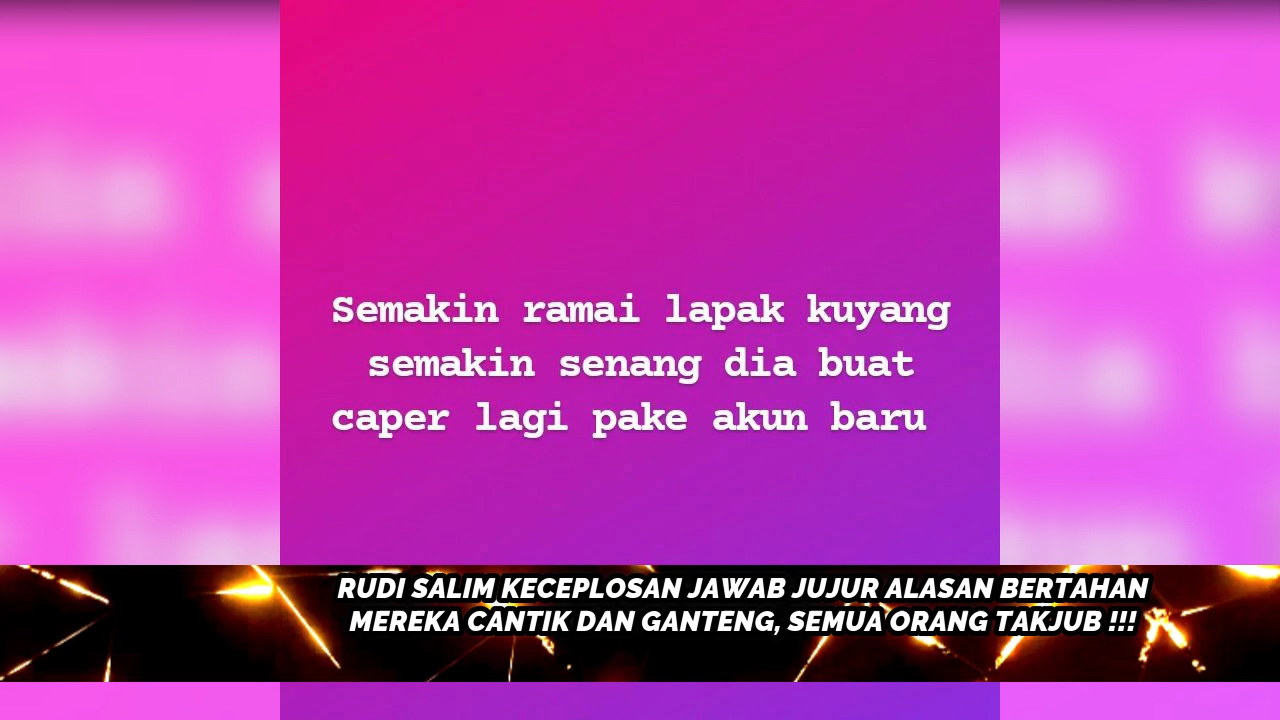 Semakin ramai lapak kuyang
semakin senang dia buat
caper lagi pake akun baru
RUDI SALIM KECEPLOSAN JAWAB JUJUR ALASAN BERTAHAN
MEREKA CANTIK DAN GANTENG, SEMUA ORANG TAKJUB !!!